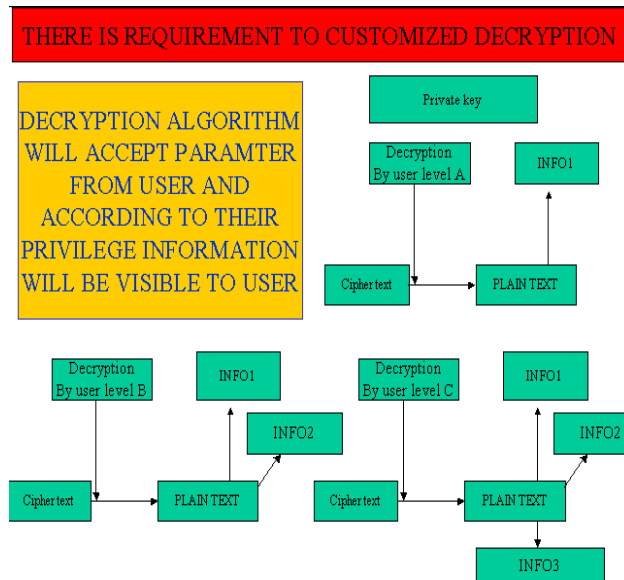 THERE IS REQUIREMENT TO CUSTOMIZED DECRYPTION
DECRYPTION ALGORITHM
WILL ACCEPT PARAMTER
FROM USER AND
ACCORDING TO THEIR
PRIVILEGE INFORMATION
WILL BE VISIBLE TO USER
Private key
Decryption
By user level A
INFO1
Cipher text
PLAIN TEXT
Decryption
By user level B
INFO1
INFO2
Cipher text
PLAIN TEXT
Decryption
By user level C
INFO1
INFO2
Cipher text
PLAIN TEXT
INFO3